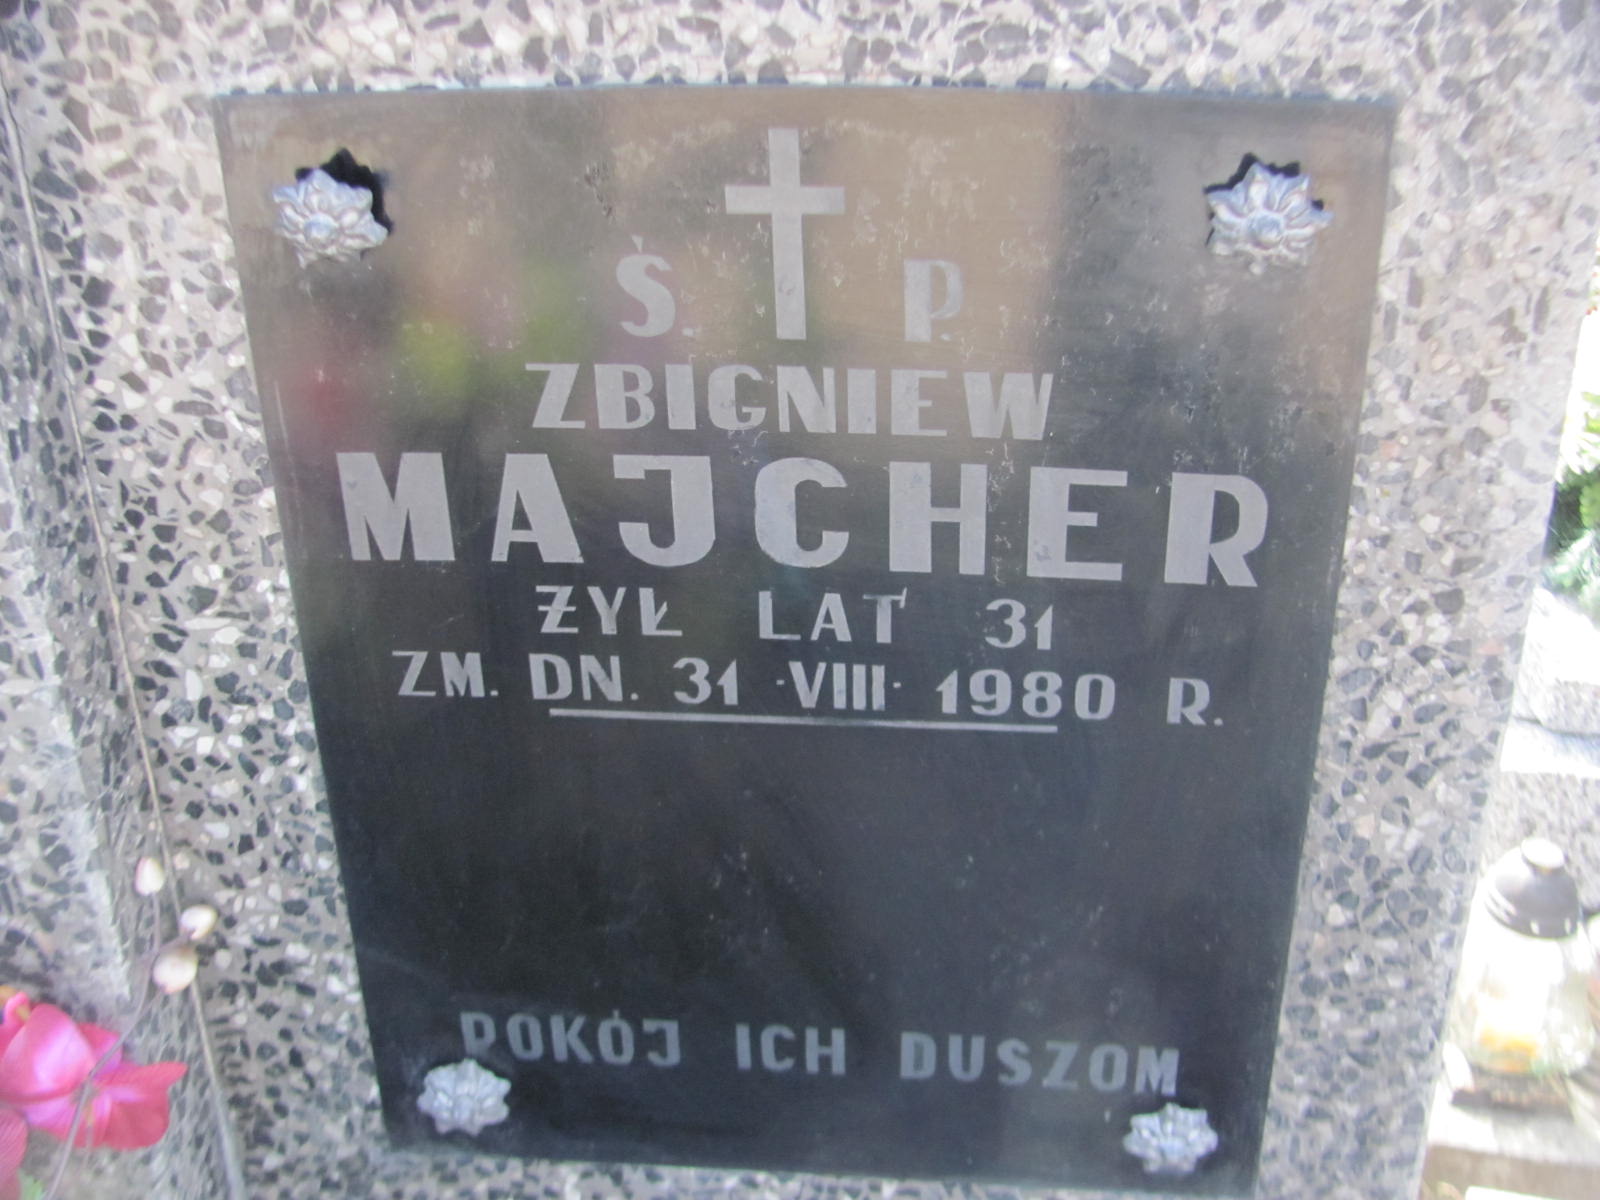 Ś. P.
ZBIGNIEW
MAJCHER
ŻYŁ LAT 31
ZM. DN. 31 ·VIII· 1980 R.
POKÓJ ICH DUSZOM